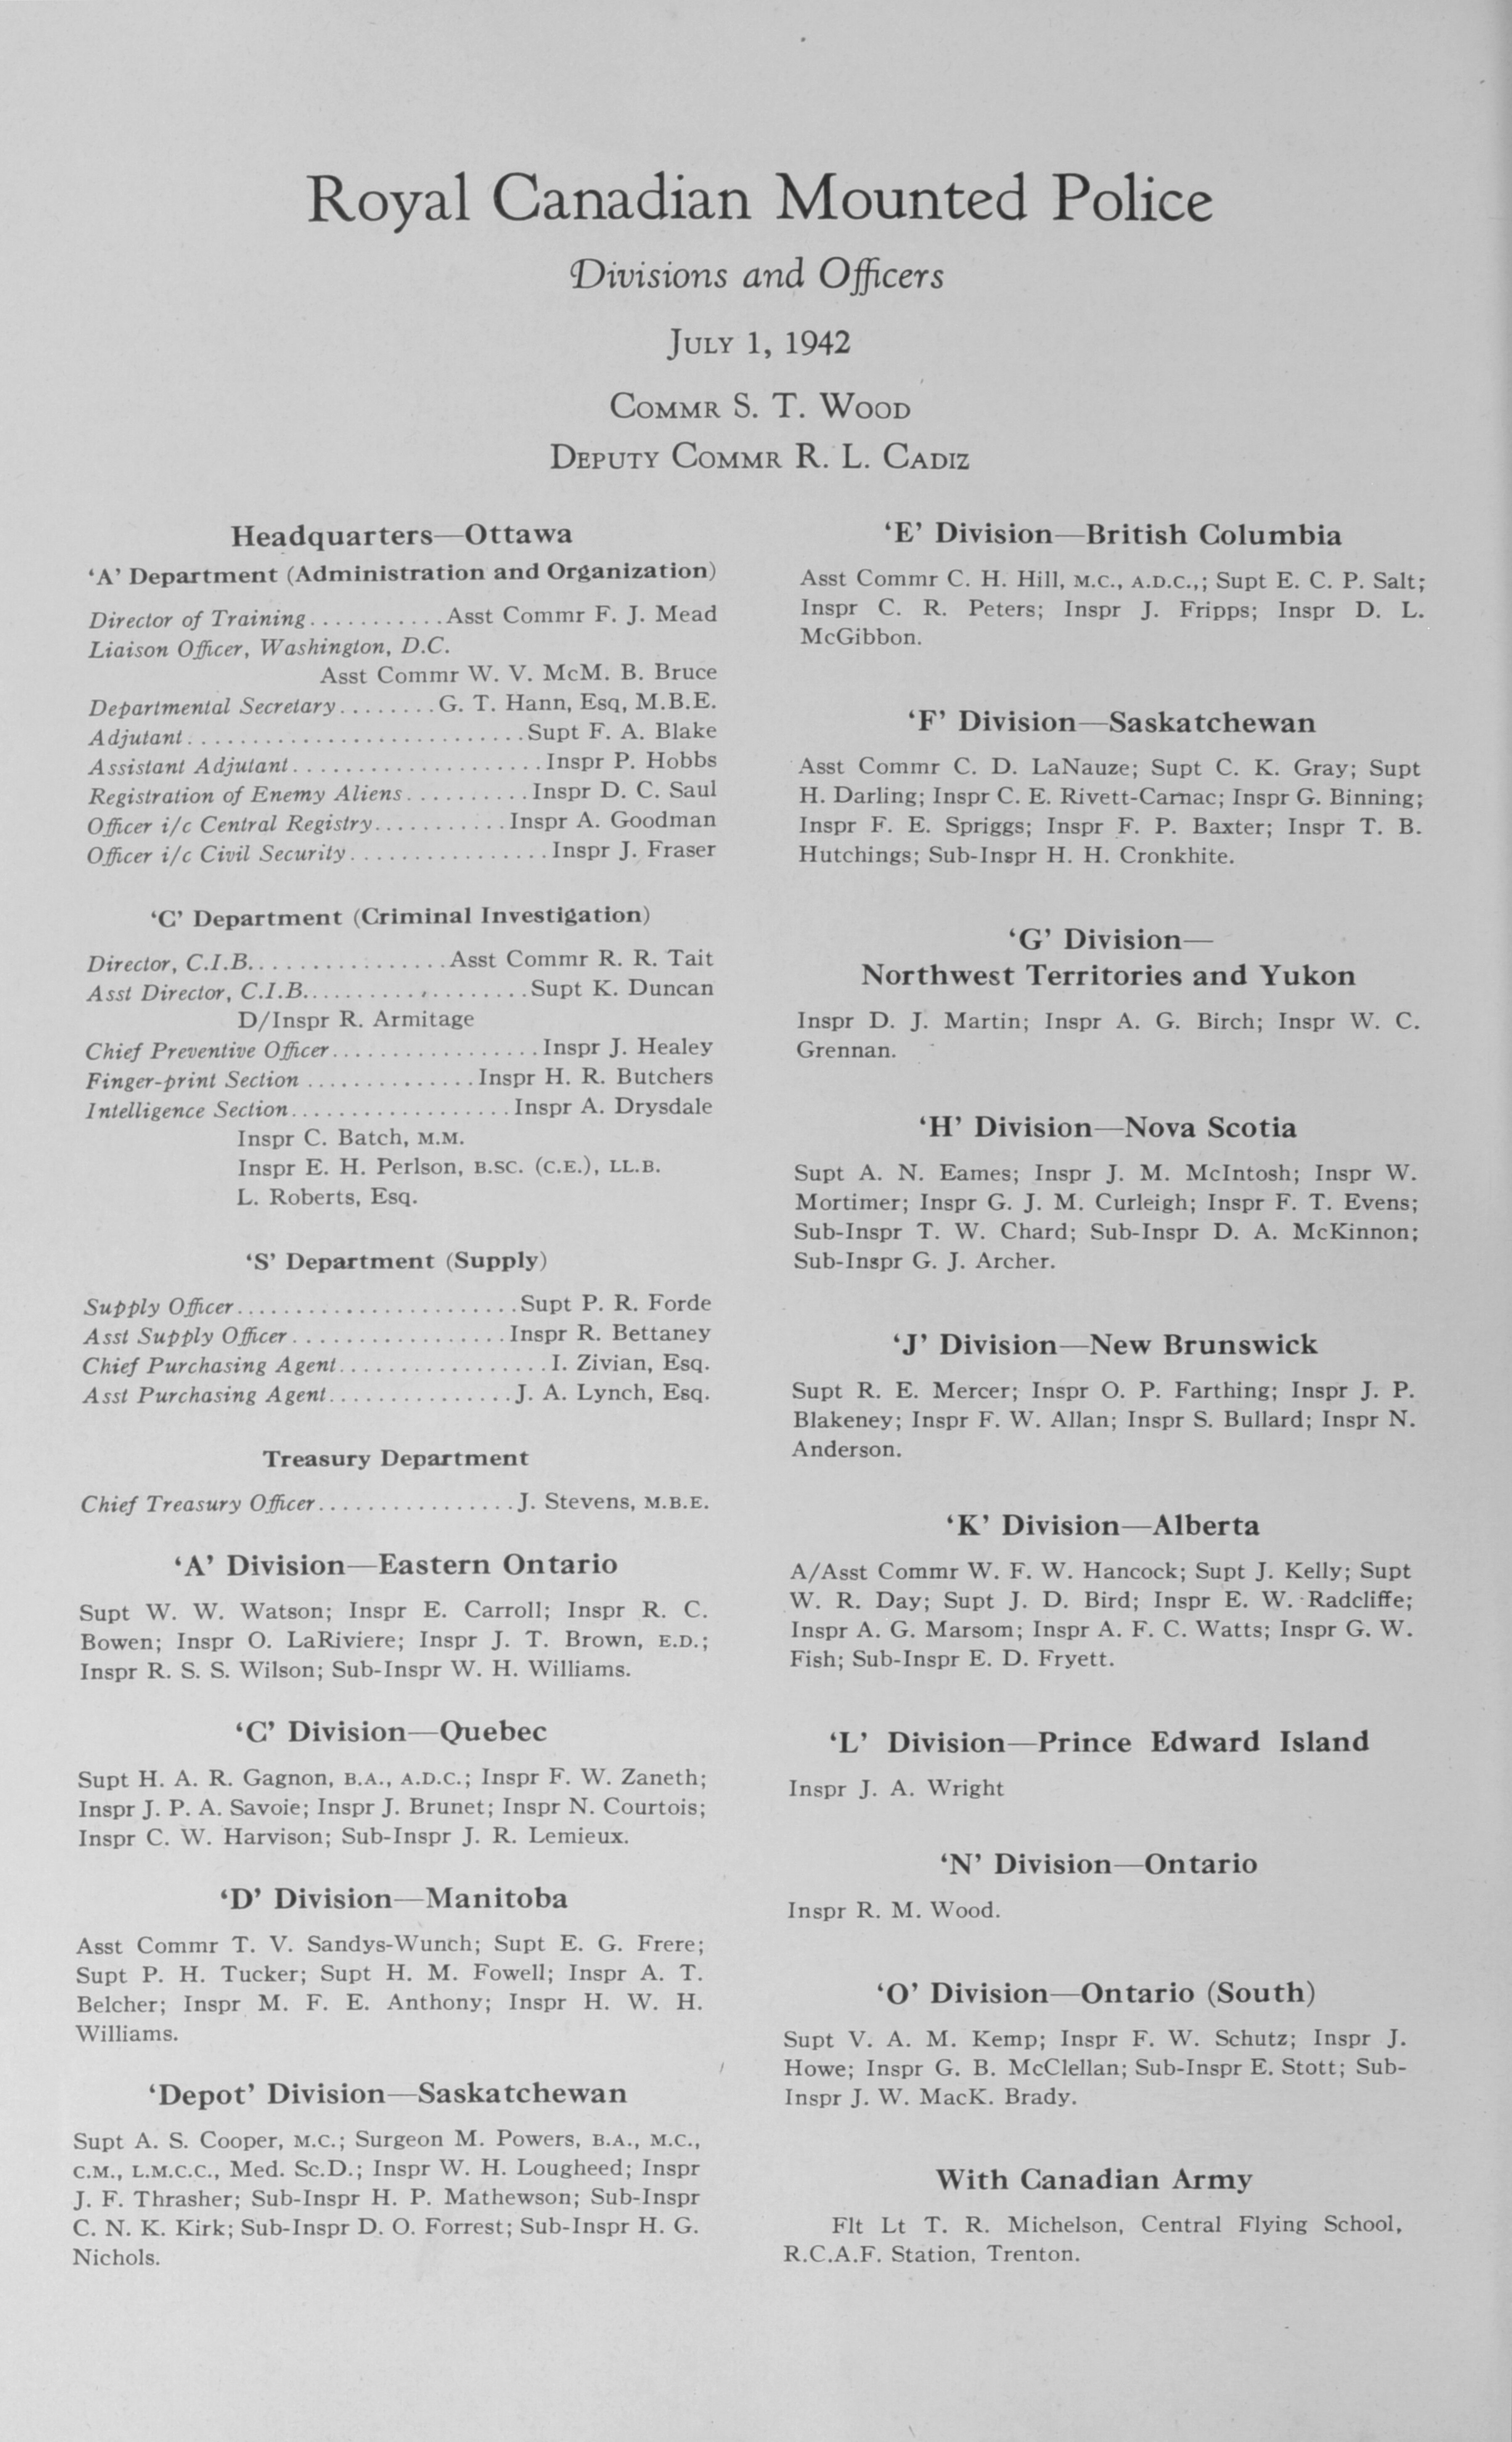 Royal Canadian Mounted Police
Divisions and Officers
JULY 1, 1942
COMMR S. T. WOOD
DEPUTY COMMR R. L. CADIZ
Headquarters—Ottawa
'A' Department (Administration and Organization)
Director of Training...........Asst Commr F. J. Mead
Liaison Officer, Washington, D.C.
Asst Commr W. V. McM. B. Bruce
Departmental Secretary........G. T. Hann, Esq, M.B.E.
Adjutant..........................Supt F. A. Blake
Assistant Adjutant....................Inspr P. Hobbs
Registration of Enemy Aliens..........Inspr D. C. Saul
Officer i/c Central Registry...........Inspr A. Goodman
Officer i/c Civil Security.................Inspr J. Fraser
'C' Department (Criminal Investigation)
Director, C.I.B.................Asst Commr R. R. Tait
Asst Director, C.I.B....................Supt K. Duncan
D/Inspr R. Armitage
Chief Preventive Officer..................Inspr J. Healey
Finger-print Section ..............Inspr H. R. Butchers
Intelligence Section...................Inspr A. Drysdale
Inspr C. Batch, M.M.
Inspr E. H. Perlson, B.SC. (C.E.), LL.B.
L. Roberts, Esq.
'S' Department (Supply)
Supply Officer........................Supt P. R. Forde
Asst Supply Officer..................Inspr R. Bettaney
Chief Purchasing Agent..................I. Zivian, Esq.
Asst Purchasing Agent................J. A. Lynch, Esq.
Treasury Department
Chief Treasury Officer.................J. Stevens, M.B.E.
'A' Division—Eastern Ontario
Supt W. W. Watson; Inspr E. Carroll; Inspr R. C.
Bowen; Inspr O. LaRiviere; Inspr J. T. Brown, E.D.;
Inspr R. S. S. Wilson; Sub-Inspr W. H. Williams.
'C' Division—Quebec
Supt H. A. R. Gagnon, B.A., A.D.C.; Inspr F. W. Zaneth;
Inspr J. P. A. Savoie; Inspr J. Brunet; Inspr N. Courtois;
Inspr C. W. Harvison; Sub-Inspr J. R. Lemieux.
'D' Division—Manitoba
Asst Commr T. V. Sandys-Wunch; Supt E. G. Frere;
Supt P. H. Tucker; Supt H. M. Fowell; Inspr A. T.
Belcher; Inspr M. F. E. Anthony; Inspr H. W. H.
Williams.
'Depot' Division—Saskatchewan
Supt A. S. Cooper, M.C.; Surgeon M. Powers, B.A., M.C.,
C.M., L.M.C.C., Med. Sc.D.; Inspr W. H. Lougheed; Inspr
J. F. Thrasher; Sub-Inspr H. P. Mathewson; Sub-Inspr
C. N. K. Kirk; Sub-Inspr D. O. Forrest; Sub-Inspr H. G.
Nichols.
'E' Division—British Columbia
Asst Commr C. H. Hill, M.C., A.D.C.,; Supt E. C. P. Salt;
Inspr C. R. Peters; Inspr J. Fripps; Inspr D. L.
McGibbon.
'F' Division—Saskatchewan
Asst Commr C. D. LaNauze; Supt C. K. Gray; Supt
H. Darling; Inspr C. E. Rivett-Carnac; Inspr G. Binning;
Inspr F. E. Spriggs; Inspr F. P. Baxter; Inspr T. B.
Hutchings; Sub-Inspr H. H. Cronkhite.
'G' Division—
Northwest Territories and Yukon
Inspr D. J. Martin; Inspr A. G. Birch; Inspr W. C.
Grennan.
'H' Division—Nova Scotia
Supt A. N. Eames; Inspr J. M. McIntosh; Inspr W.
Mortimer; Inspr G. J. M. Curleigh; Inspr F. T. Evens;
Sub-Inspr T. W. Chard; Sub-Inspr D. A. McKinnon;
Sub-Inspr G. J. Archer.
'J' Division—New Brunswick
Supt R. E. Mercer; Inspr O. P. Farthing; Inspr J. P.
Blakeney; Inspr F. W. Allan; Inspr S. Bullard; Inspr N.
Anderson.
'K' Division—Alberta
A/Asst Commr W. F. W. Hancock; Supt J. Kelly; Supt
W. R. Day; Supt J. D. Bird; Inspr E. W. Radcliffe;
Inspr A. G. Marsom; Inspr A. F. C. Watts; Inspr G. W.
Fish; Sub-Inspr E. D. Fryett.
'L' Division—Prince Edward Island
Inspr J. A. Wright
'N' Division—Ontario
Inspr R. M. Wood.
'O' Division—Ontario (South)
Supt V. A. M. Kemp; Inspr F. W. Schutz; Inspr J.
Howe; Inspr G. B. McClellan; Sub-Inspr E. Stott; Sub-
Inspr J. W. MacK. Brady.
With Canadian Army
Flt Lt T. R. Michelson, Central Flying School,
R.C.A.F. Station, Trenton.